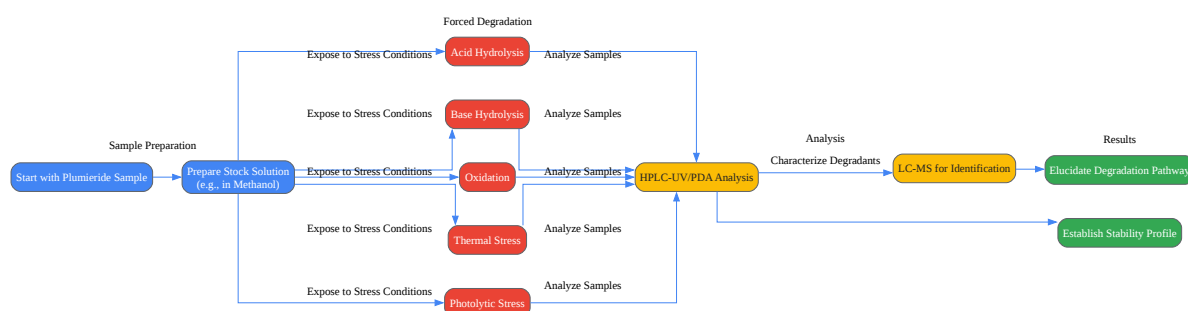 Forced Degradation
Expose to Stress Conditions
Acid Hydrolysis
Analyze Samples
Expose to Stress Conditions
Base Hydrolysis
Analyze Samples
Sample Preparation
Analysis
Results
Start with Plumieride Sample
Prepare Stock Solution
(e.g., in Methanol)
Expose to Stress Conditions
Oxidation
Analyze Samples
HPLC-UV/PDA Analysis
Characterize Degradants
LC-MS for Identification
Elucidate Degradation Pathway
Expose to Stress Conditions
Thermal Stress
Analyze Samples
Establish Stability Profile
Expose to Stress Conditions
Photolytic Stress
Analyze Samples